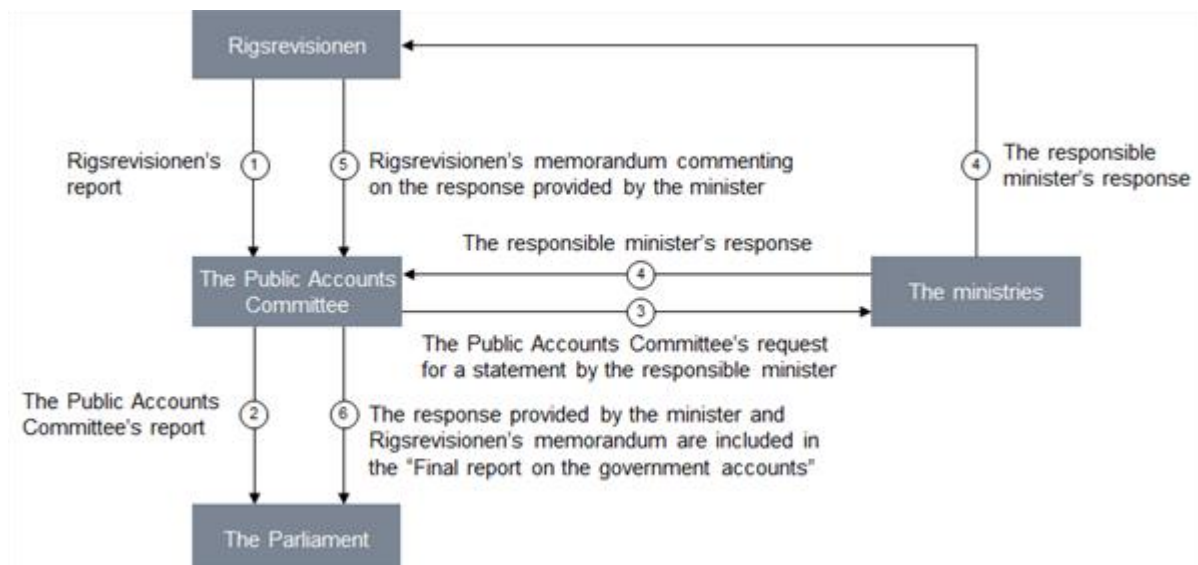 Rigsrevisionen
Rigsrevisionen's
report
1
5
Rigsrevisionen's memorandum commenting
on the response provided by the minister
4
The responsible
minister's response
The responsible minister's response
4
The Public Accounts
Committee
The ministries
3
The Public Accounts Committee's request
for a statement by the responsible minister
The Public Accounts
Committee's report
2
6
The response provided by the minister and
Rigsrevisionen's memorandum are included in
the "Final report on the government accounts"
The Parliament